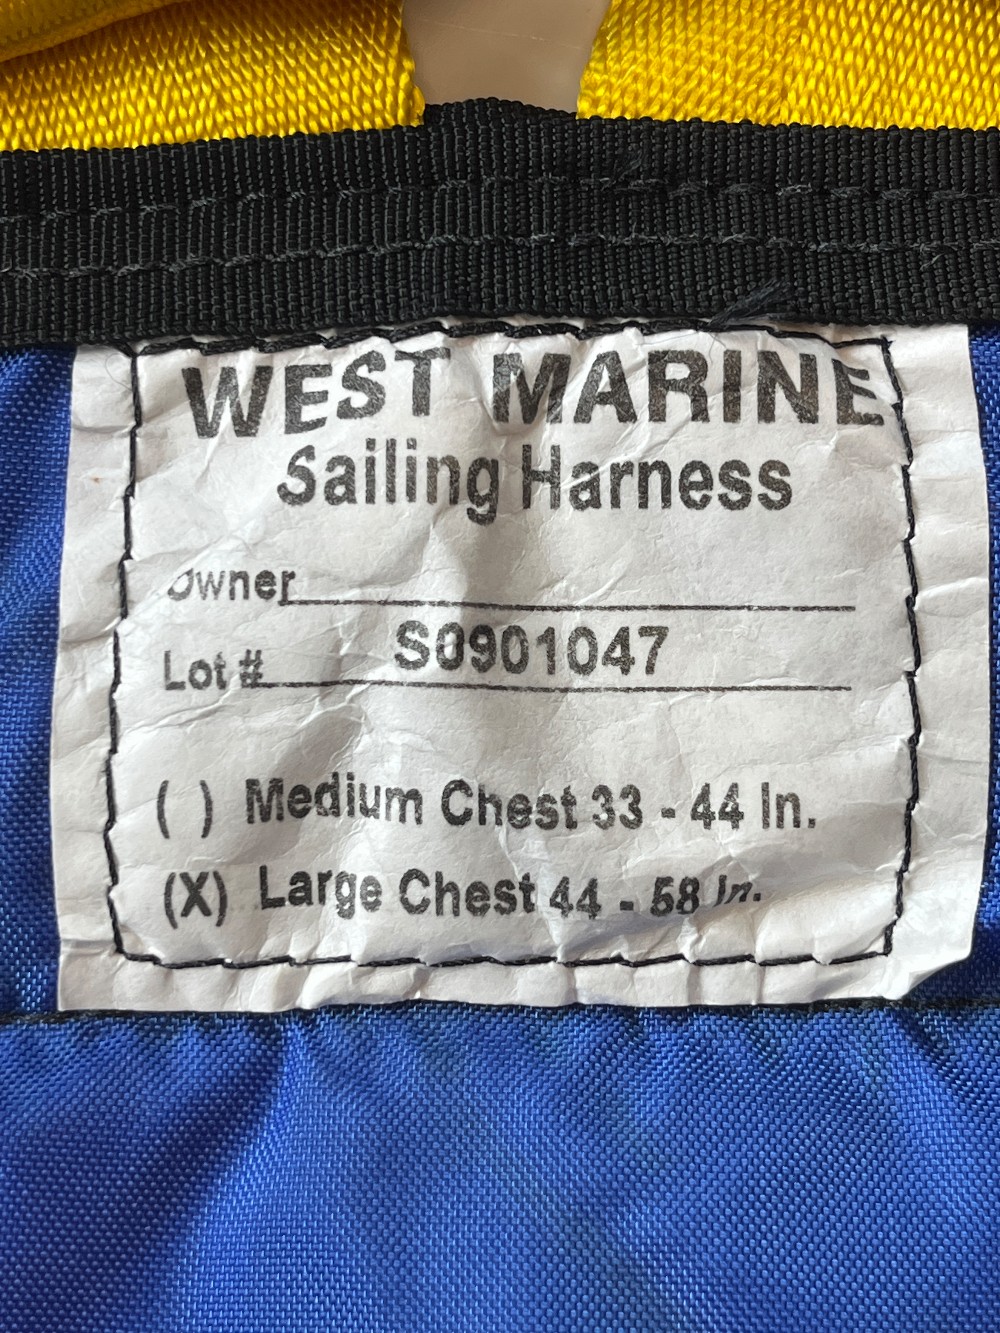 WEST MARINE
Sailing Harness
Owner
Lot # S0901047
( ) Medium Chest 33 - 44 In.
(X) Large Chest 44 - 58 In.